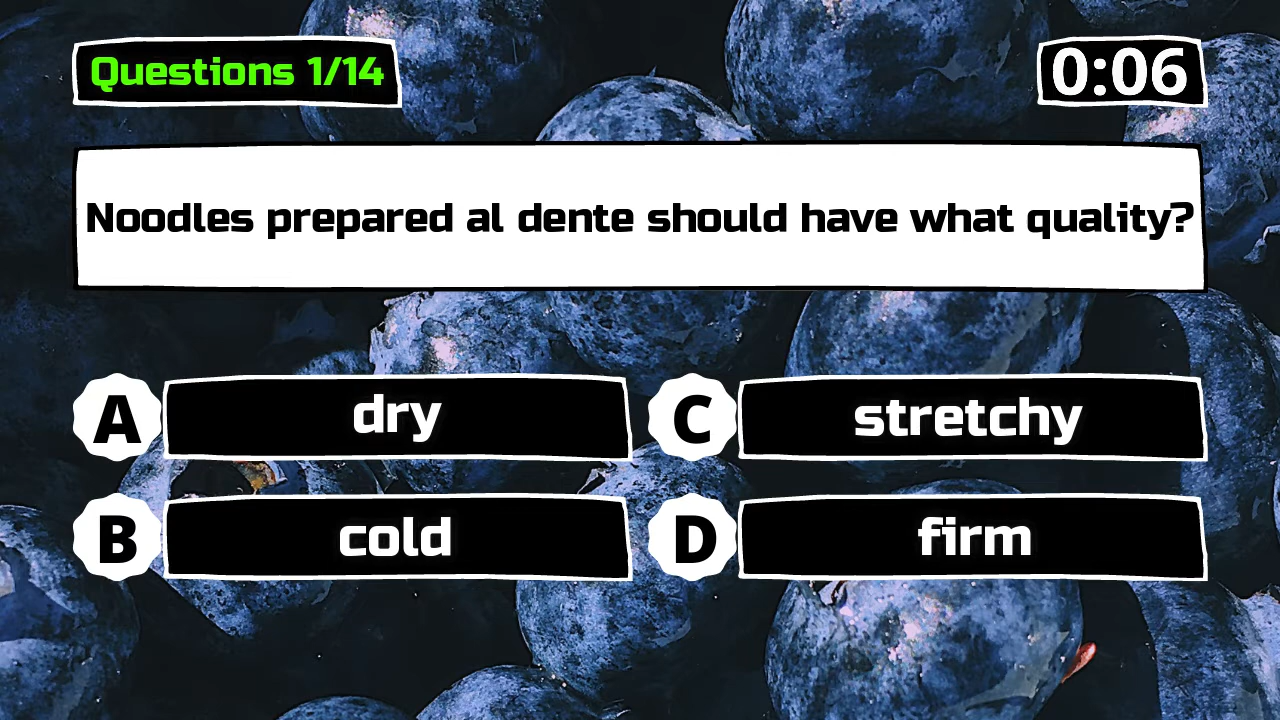 Questions 1/14
0:06
Noodles prepared al dente should have what quality?
A dry
B cold
C stretchy
D firm